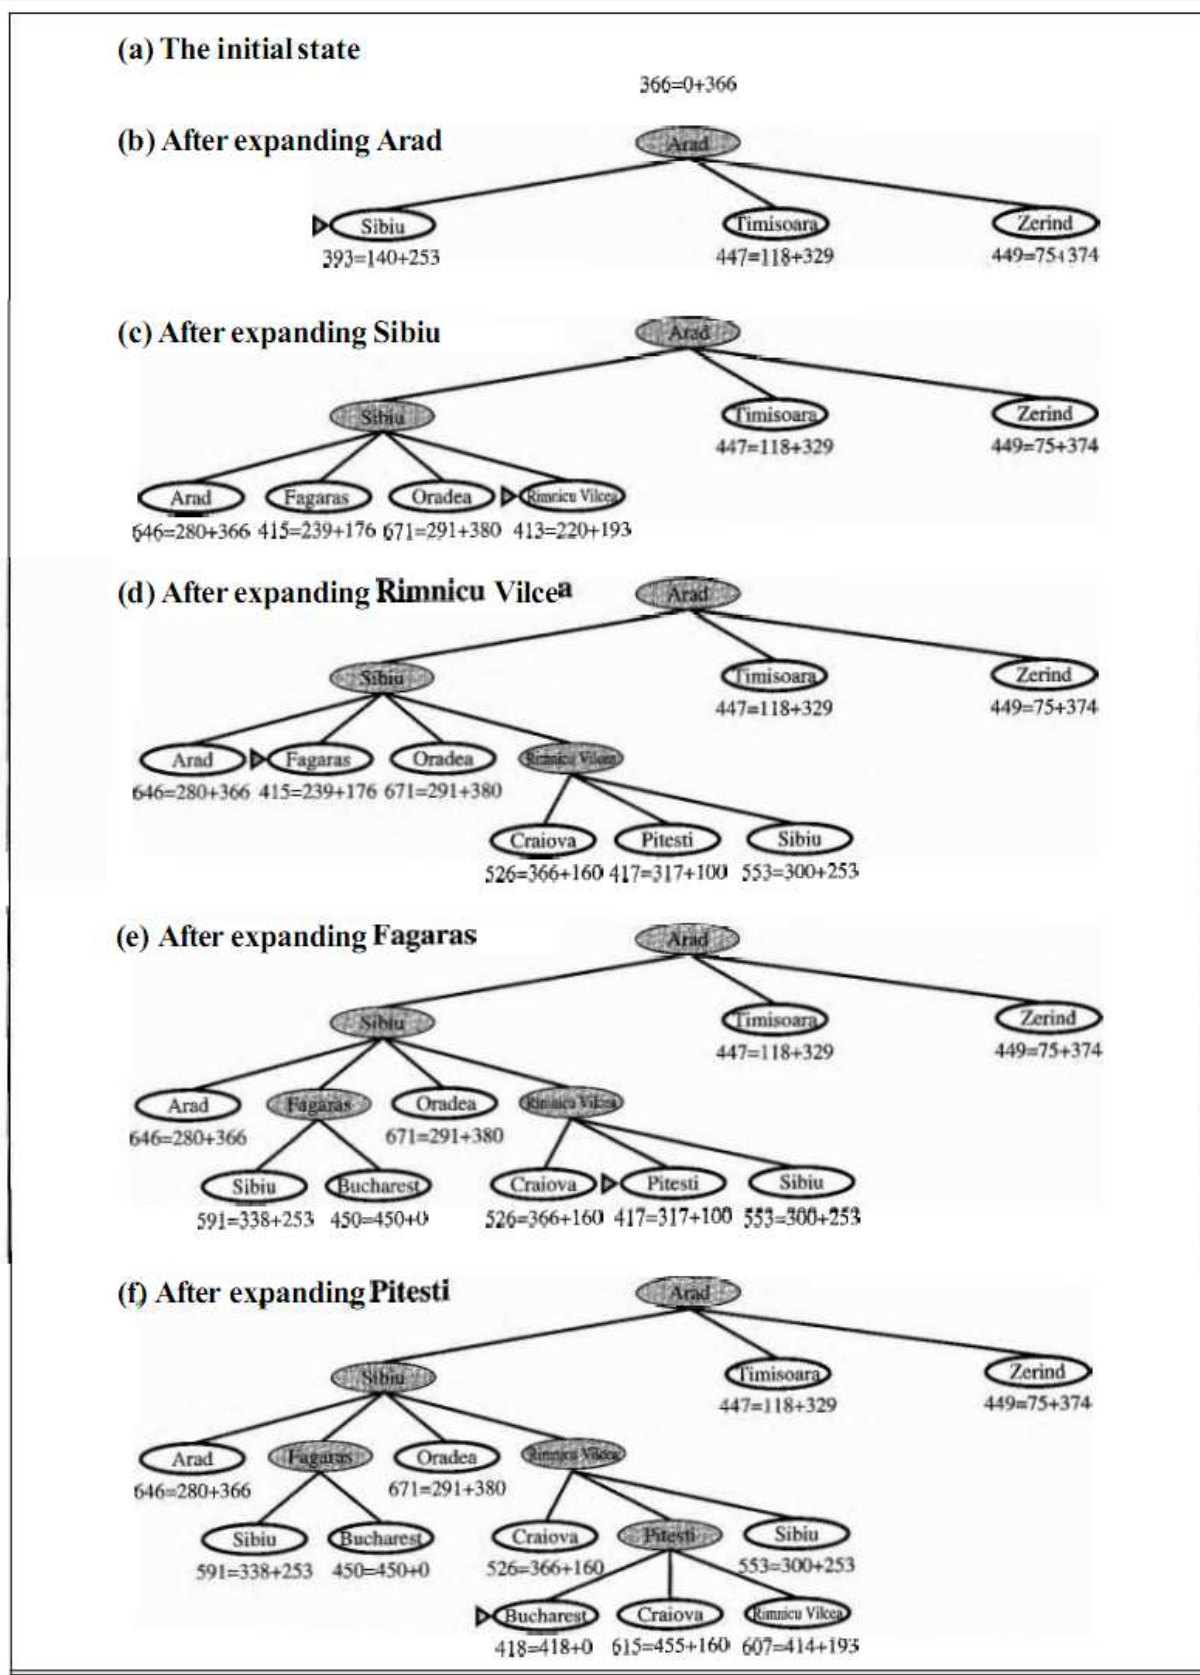 (a) The initial state
366=0+366
(b) After expanding Arad
Arad
Sibiu Timisoara Zerind
393=140+253 447=118+329 449=75+374
(c) After expanding Sibiu
Arad
Sibiu Timisoara Zerind
447=118+329 449=75+374
Arad Fagaras Oradea Rimnicu Vilcea
646=280+366 415=239+176 671=291+380 413=220+193
(d) After expanding Rimnicu Vilcea
Arad
Sibiu Timisoara Zerind
447=118+329 449=75+374
Arad Fagaras Oradea Rimnicu Vilcea
646=280+366 415=239+176 671=291+380
Craiova Pitesti Sibiu
526=366+160 417=317+100 553=300+253
(e) After expanding Fagaras
Arad
Sibiu Timisoara Zerind
447=118+329 449=75+374
Arad Fagaras Oradea Rimnicu Vilcea
646=280+366 671=291+380
Sibiu Bucharest Craiova Pitesti Sibiu
591=338+253 450=450+0 526=366+160 417=317+100 553=300+253
(f) After expanding Pitesti
Arad
Sibiu Timisoara Zerind
447=118+329 449=75+374
Arad Fagaras Oradea Rimnicu Vilcea
646=280+366 671=291+380
Sibiu Bucharest Craiova Pitesti Sibiu
591=338+253 450=450+0 526=366+160 553=300+253
Bucharest Craiova Rimnicu Vilcea
418=418+0 615=455+160 607=414+193